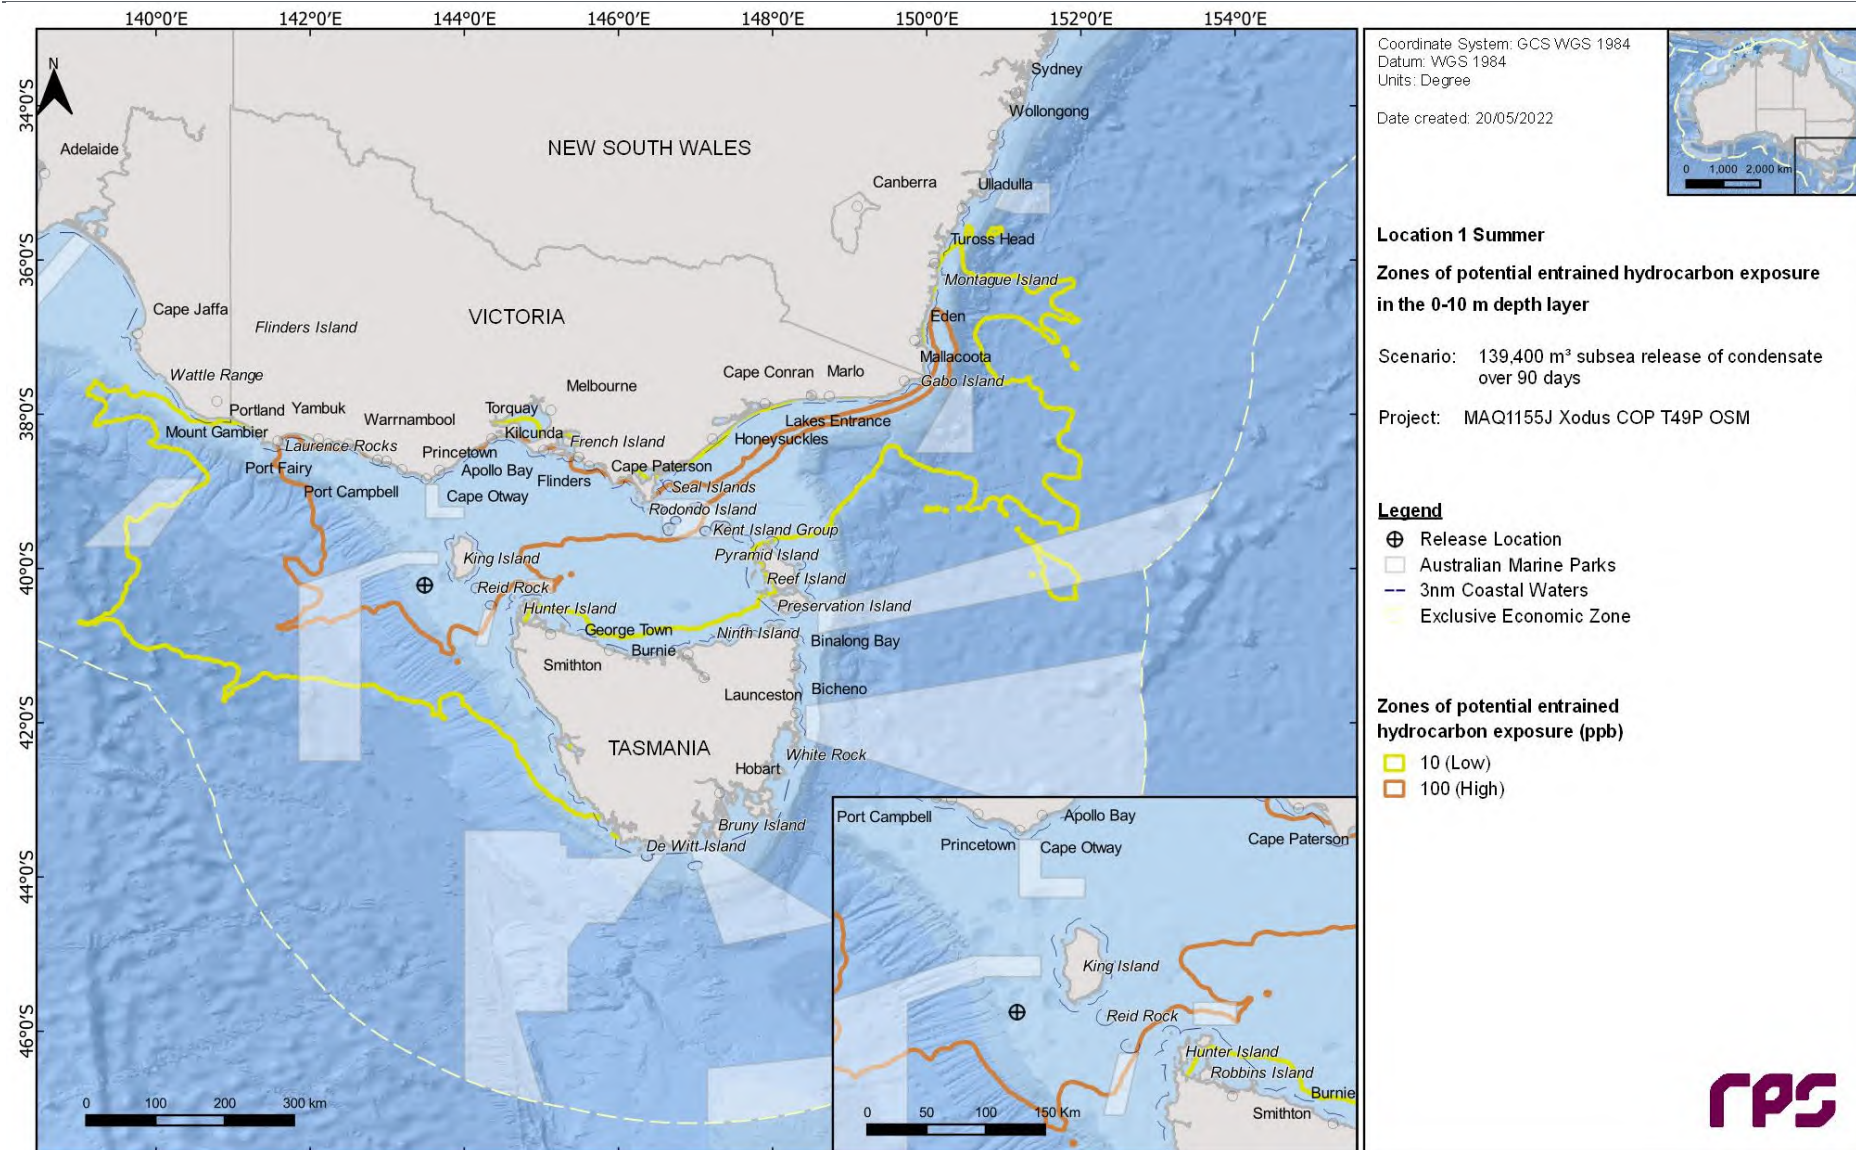 140°0'E 142°0'E 144°0'E 146°0'E 148°0'E 150°0'E 152°0'E 154°0'E
34°0'S
36°0'S
38°0'S
40°0'S
42°0'S
44°0'S
46°0'S
N
Sydney
Wollongong
Adelaide
NEW SOUTH WALES
Canberra
Ulladulla
Tuross Head
Montague Island
Cape Jaffa
Flinders Island
VICTORIA
Eden
Mallacoota
Wattle Range
Melbourne
Cape Conran
Marlo
Gabo Island
Portland
Yambuk
Warrnambool
Torquay
Lakes Entrance
Mount Gambier
Laurence Rocks
Kilcunda
French Island
Honeysuckles
Princetown
Port Fairy
Apollo Bay
Flinders
Cape Paterson
Port Campbell
Cape Otway
Seal Islands
Rodondo Island
Kent Island Group
King Island
Pyramid Island
Reid Rock
Reef Island
Hunter Island
Preservation Island
George Town
Ninth Island
Binalong Bay
Burnie
Smithton
Launceston
Bicheno
TASMANIA
White Rock
Hobart
Bruny Island
De Witt Island
0 100 200 300 km
Port Campbell
Apollo Bay
Princetown
Cape Otway
Cape Paterson
King Island
Reid Rock
Hunter Island
Robbins Island
Burnie
Smithton
0 50 100 150 Km
Coordinate System: GCS WGS 1984
Datum: WGS 1984
Units: Degree
Date created: 20/05/2022
0 1,000 2,000 km
Location 1 Summer
Zones of potential entrained hydrocarbon exposure
in the 0-10 m depth layer
Scenario: 139,400 m³ subsea release of condensate
over 90 days
Project: MAQ1155J Xodus COP T49P OSM
Legend
Release Location
Australian Marine Parks
3nm Coastal Waters
Exclusive Economic Zone
Zones of potential entrained
hydrocarbon exposure (ppb)
10 (Low)
100 (High)
rps